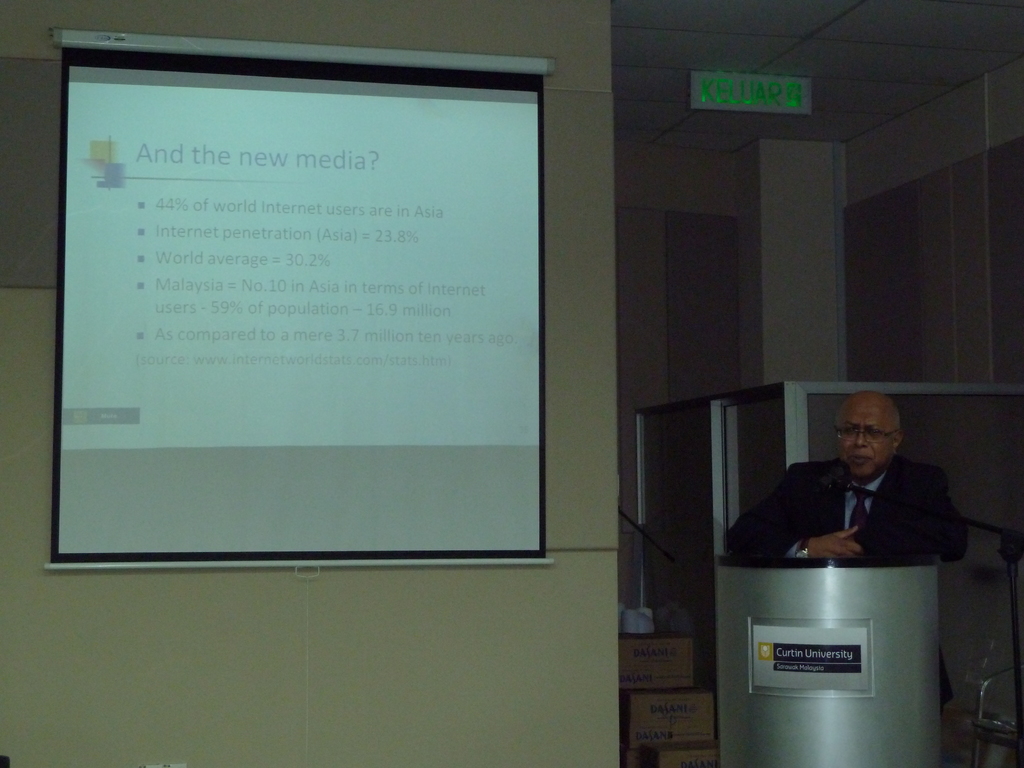 KELUAR
And the new media?
44% of world Internet users are in Asia
Internet penetration (Asia) = 23.8%
World average = 30.2%
Malaysia = No.10 in Asia in terms of Internet
users - 59% of population – 16.9 million
As compared to a mere 3.7 million ten years ago
(source: www.internetworldstats.com/stats.htm)
Curtin University
Sarawak Malaysia
DASANI
DASANI
DASANI
DASANI
DASANI